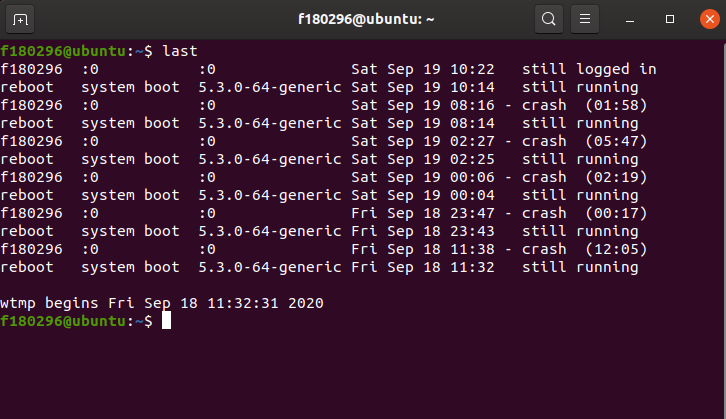 f180296@ubuntu: ~
f180296@ubuntu:~$ last
f180296  :0           :0               Sat Sep 19 10:22   still logged in
reboot   system boot  5.3.0-64-generic Sat Sep 19 10:14   still running
f180296  :0           :0               Sat Sep 19 08:16 - crash  (01:58)
reboot   system boot  5.3.0-64-generic Sat Sep 19 08:14   still running
f180296  :0           :0               Sat Sep 19 02:27 - crash  (05:47)
reboot   system boot  5.3.0-64-generic Sat Sep 19 02:25   still running
f180296  :0           :0               Sat Sep 19 00:06 - crash  (02:19)
reboot   system boot  5.3.0-64-generic Sat Sep 19 00:04   still running
f180296  :0           :0               Fri Sep 18 23:47 - crash  (00:17)
reboot   system boot  5.3.0-64-generic Fri Sep 18 23:43   still running
f180296  :0           :0               Fri Sep 18 11:38 - crash  (12:05)
reboot   system boot  5.3.0-64-generic Fri Sep 18 11:32   still running

wtmp begins Fri Sep 18 11:32:31 2020
f180296@ubuntu:~$